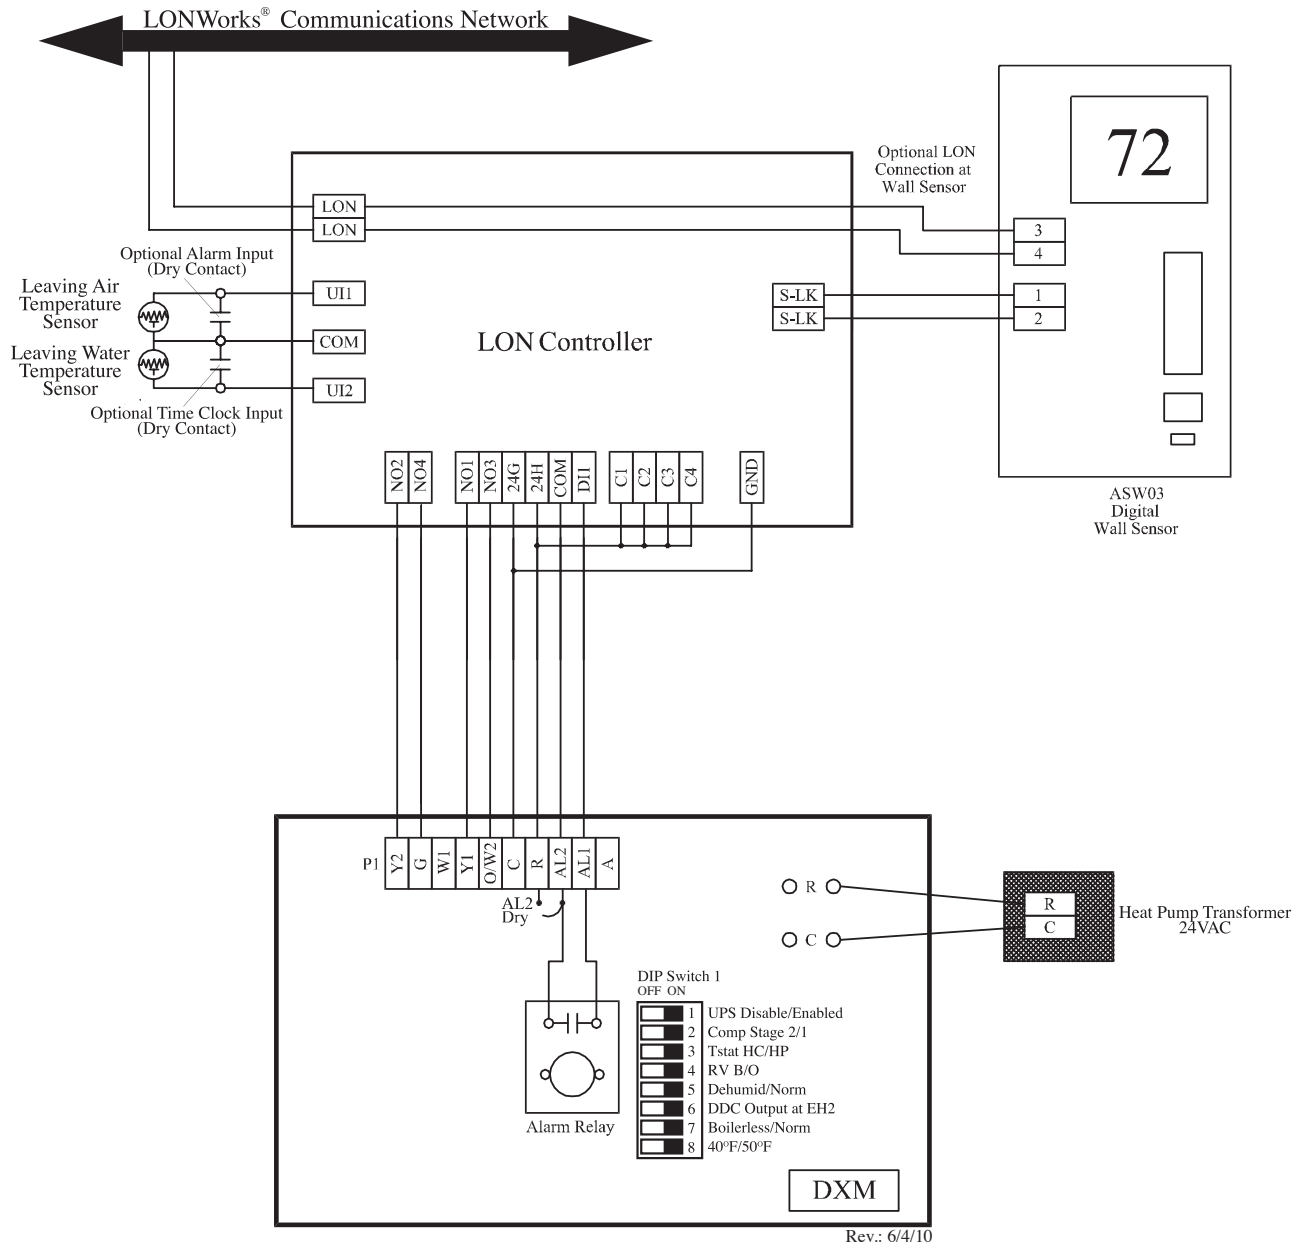 LONWorks® Communications Network
72
Optional LON
Connection at
Wall Sensor
LON
LON
3
4
Optional Alarm Input
(Dry Contact)
Leaving Air
Temperature
Sensor
UI1
S-LK
S-LK
1
2
COM
LON Controller
Leaving Water
Temperature
Sensor
UI2
Optional Time Clock Input
(Dry Contact)
NO2
NO4
NO1
NO3
24G
24H
COM
DI1
C1
C2
C3
C4
GND
ASW03
Digital
Wall Sensor
P1
Y2
G
W1
Y1
O/W2
C
R
AL2
AL1
A
AL2
Dry
R
C
R
C
Heat Pump Transformer
24VAC
DIP Switch 1
OFF ON
1 UPS Disable/Enabled
2 Comp Stage 2/1
3 Tstat HC/HP
4 RV B/O
5 Dehumid/Norm
6 DDC Output at EH2
7 Boilerless/Norm
8 40°F/50°F
Alarm Relay
DXM
Rev.: 6/4/10